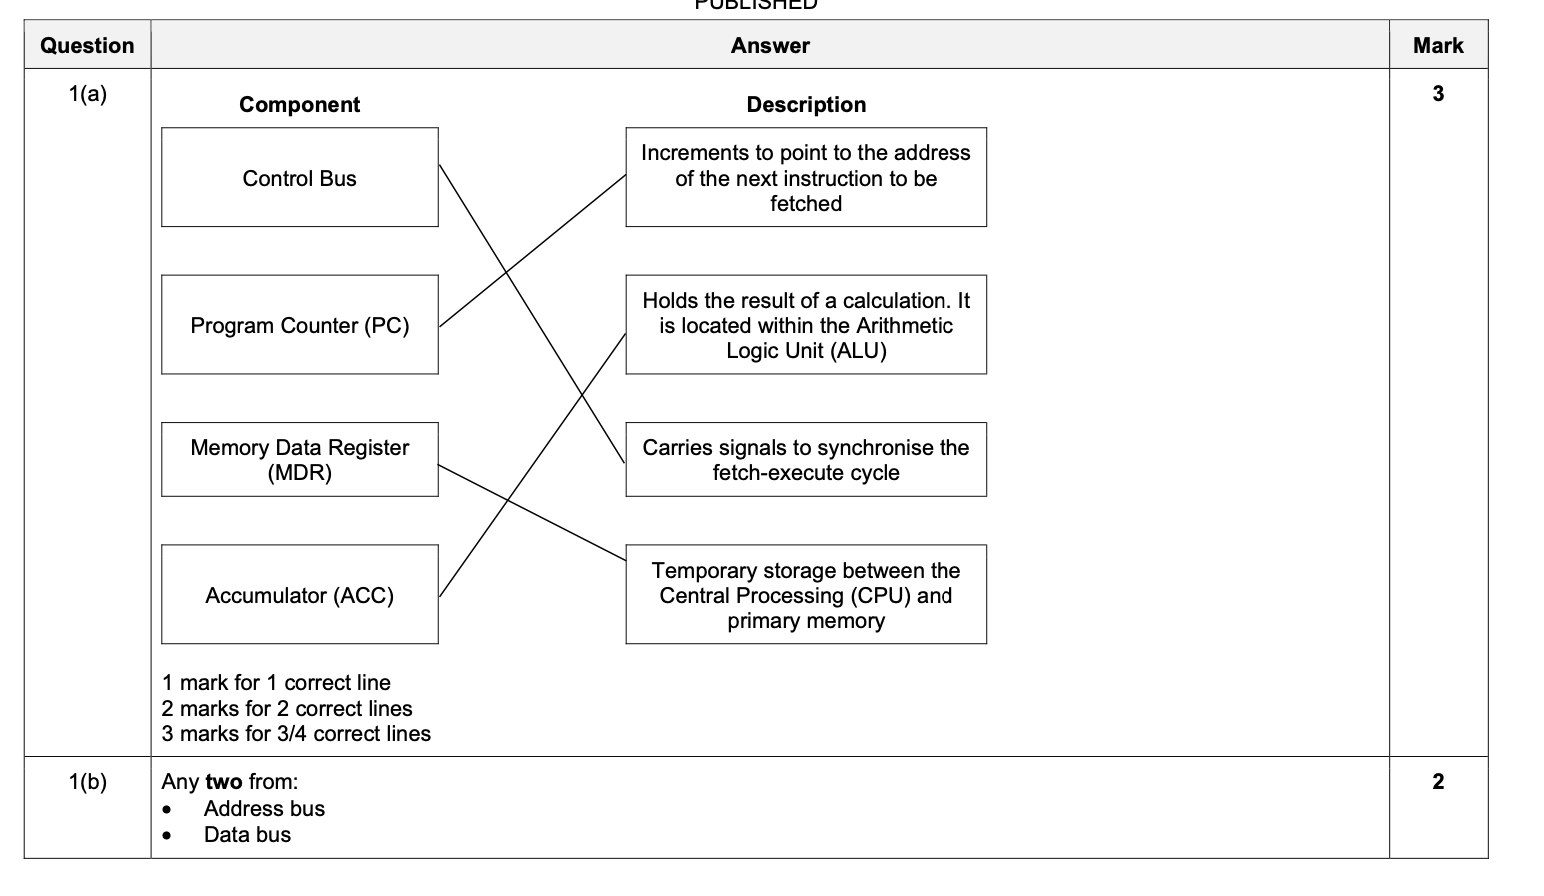 PUBLISHED
Question Answer Mark
1(a) 3
Component Description
Control Bus
Increments to point to the address
of the next instruction to be
fetched
Program Counter (PC)
Holds the result of a calculation. It
is located within the Arithmetic
Logic Unit (ALU)
Memory Data Register
(MDR)
Carries signals to synchronise the
fetch-execute cycle
Accumulator (ACC)
Temporary storage between the
Central Processing (CPU) and
primary memory
1 mark for 1 correct line
2 marks for 2 correct lines
3 marks for 3/4 correct lines
1(b) Any two from: 2
• Address bus
• Data bus